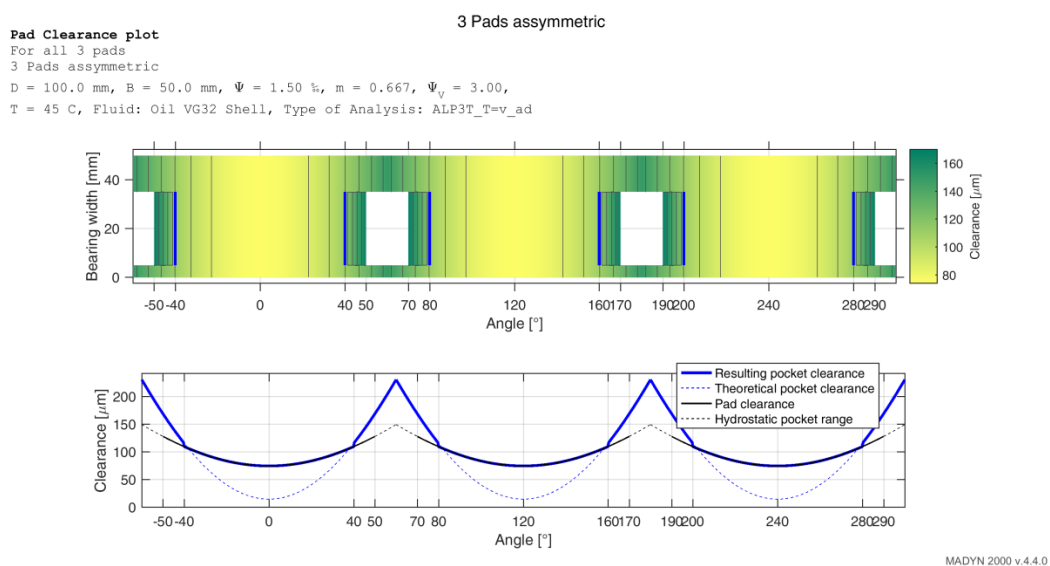 3 Pads assymmetric
Pad Clearance plot
For all 3 pads
3 Pads assymmetric
D = 100.0 mm, B = 50.0 mm, Ψ = 1.50 ‰, m = 0.667, Ψ_V = 3.00,
T = 45 C, Fluid: Oil VG32 Shell, Type of Analysis: ALP3T_T=v_ad
Bearing width [mm]
40
20
0
-50 -40 0 40 50 70 80 120 160 170 190 200 240 280 290
Angle [°]
160
140
120
100
80
Clearance [μm]
Clearance [μm]
200
150
100
50
0
Resulting pocket clearance
Theoretical pocket clearance
Pad clearance
Hydrostatic pocket range
-50 -40 0 40 50 70 80 120 160 170 190 200 240 280 290
Angle [°]
MADYN 2000 v.4.4.0